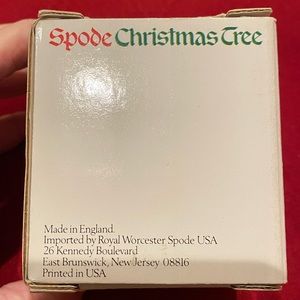 Spode Christmas Tree
Made in England.
Imported by Royal Worcester Spode USA
26 Kennedy Boulevard
East Brunswick, New Jersey 08816
Printed in USA